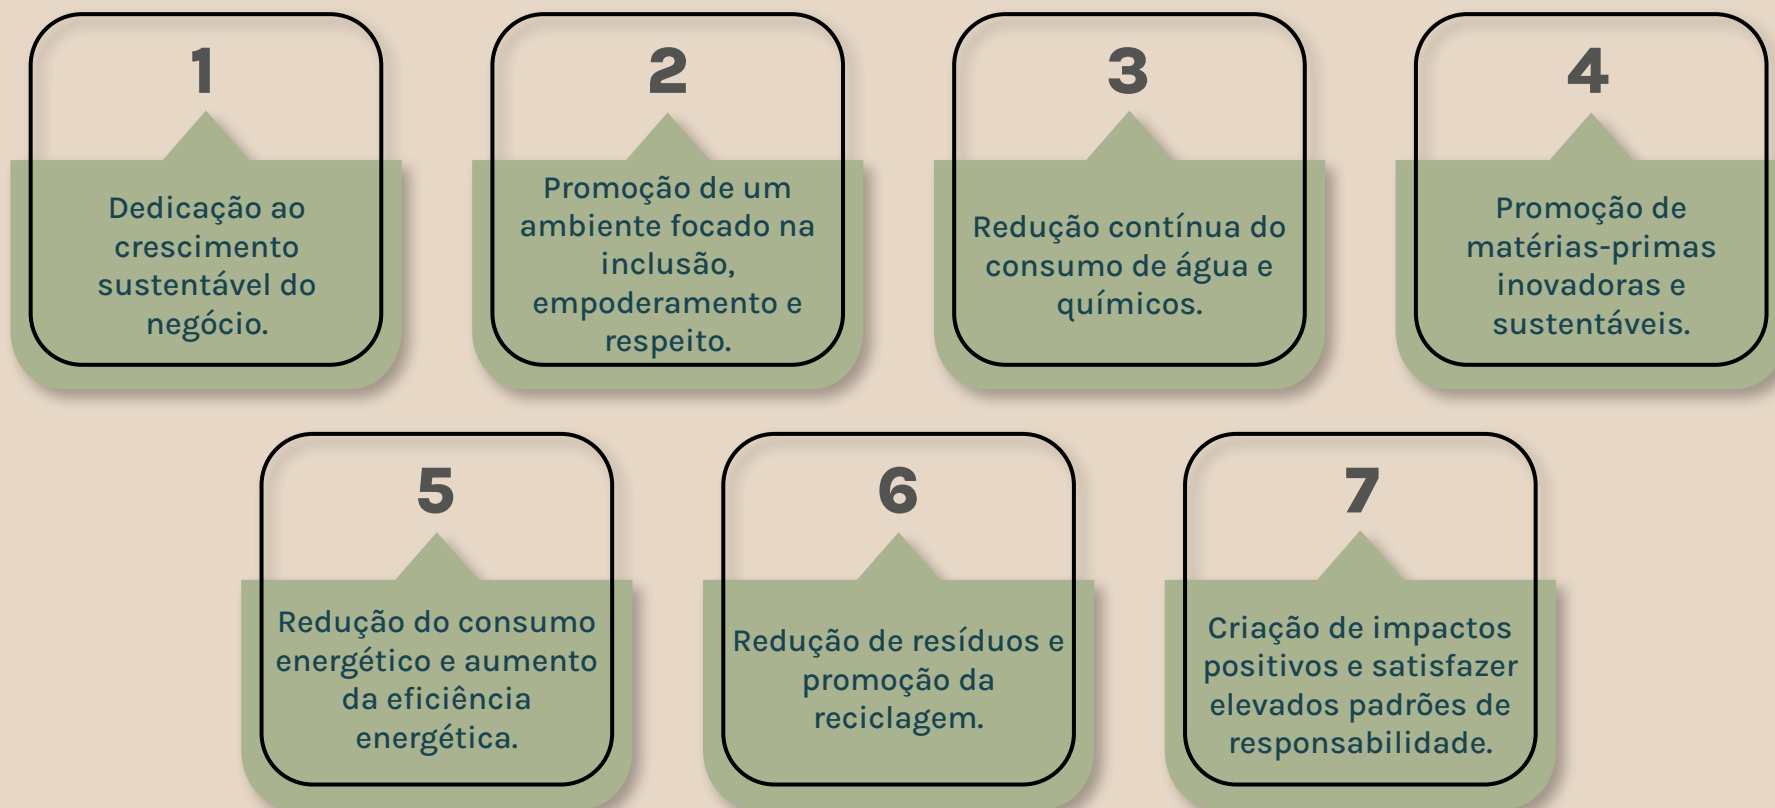 1
Dedicação ao
crescimento
sustentável do
negócio.
2
Promoção de um
ambiente focado na
inclusão,
empoderamento e
respeito.
3
Redução contínua do
consumo de água e
químicos.
4
Promoção de
matérias-primas
inovadoras e
sustentáveis.
5
Redução do consumo
energético e aumento
da eficiência
energética.
6
Redução de resíduos e
promoção da
reciclagem.
7
Criação de impactos
positivos e satisfazer
elevados padrões de
responsabilidade.